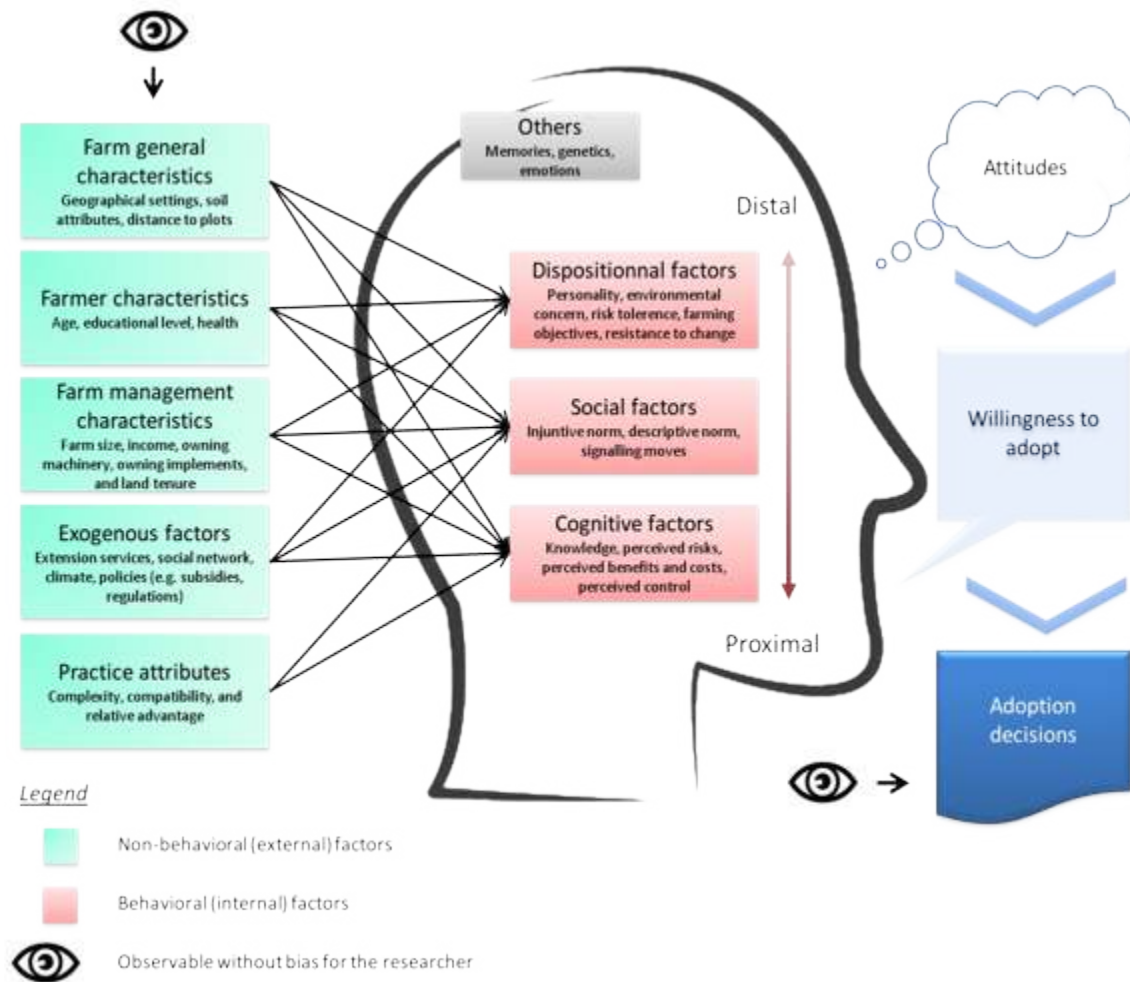 Farm general
characteristics
Geographical settings, soil
attributes, distance to plots
Farmer characteristics
Age, educational level, health
Farm management
characteristics
Farm size, income, owning
machinery, owning implements,
and land tenure
Exogenous factors
Extension services, social network,
climate, policies (e.g. subsidies,
regulations)
Practice attributes
Complexity, compatibility, and
relative advantage
Others
Memories, genetics,
emotions
Distal
Dispositionnal factors
Personality, environmental
concern, risk tolerence, farming
objectives, resistance to change
Social factors
Injuntive norm, descriptive norm,
signalling moves
Cognitive factors
Knowledge, perceived risks,
perceived benefits and costs,
perceived control
Proximal
Attitudes
Willingness to
adopt
Adoption
decisions
Legend
Non-behavioral (external) factors
Behavioral (internal) factors
Observable without bias for the researcher